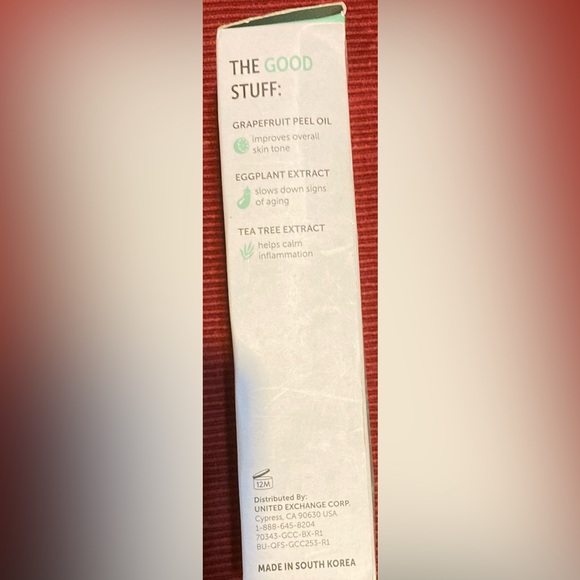 THE GOOD
STUFF:
GRAPEFRUIT PEEL OIL
improves overall
skin tone
EGGPLANT EXTRACT
slows down signs
of aging
TEA TREE EXTRACT
helps calm
inflammation
12M
Distributed By:
UNITED EXCHANGE CORP.
Cypress, CA 90630 USA
1-888-645-8204
70343-GCC-BX-R1
BU-QFS-GCC253-R1
MADE IN SOUTH KOREA